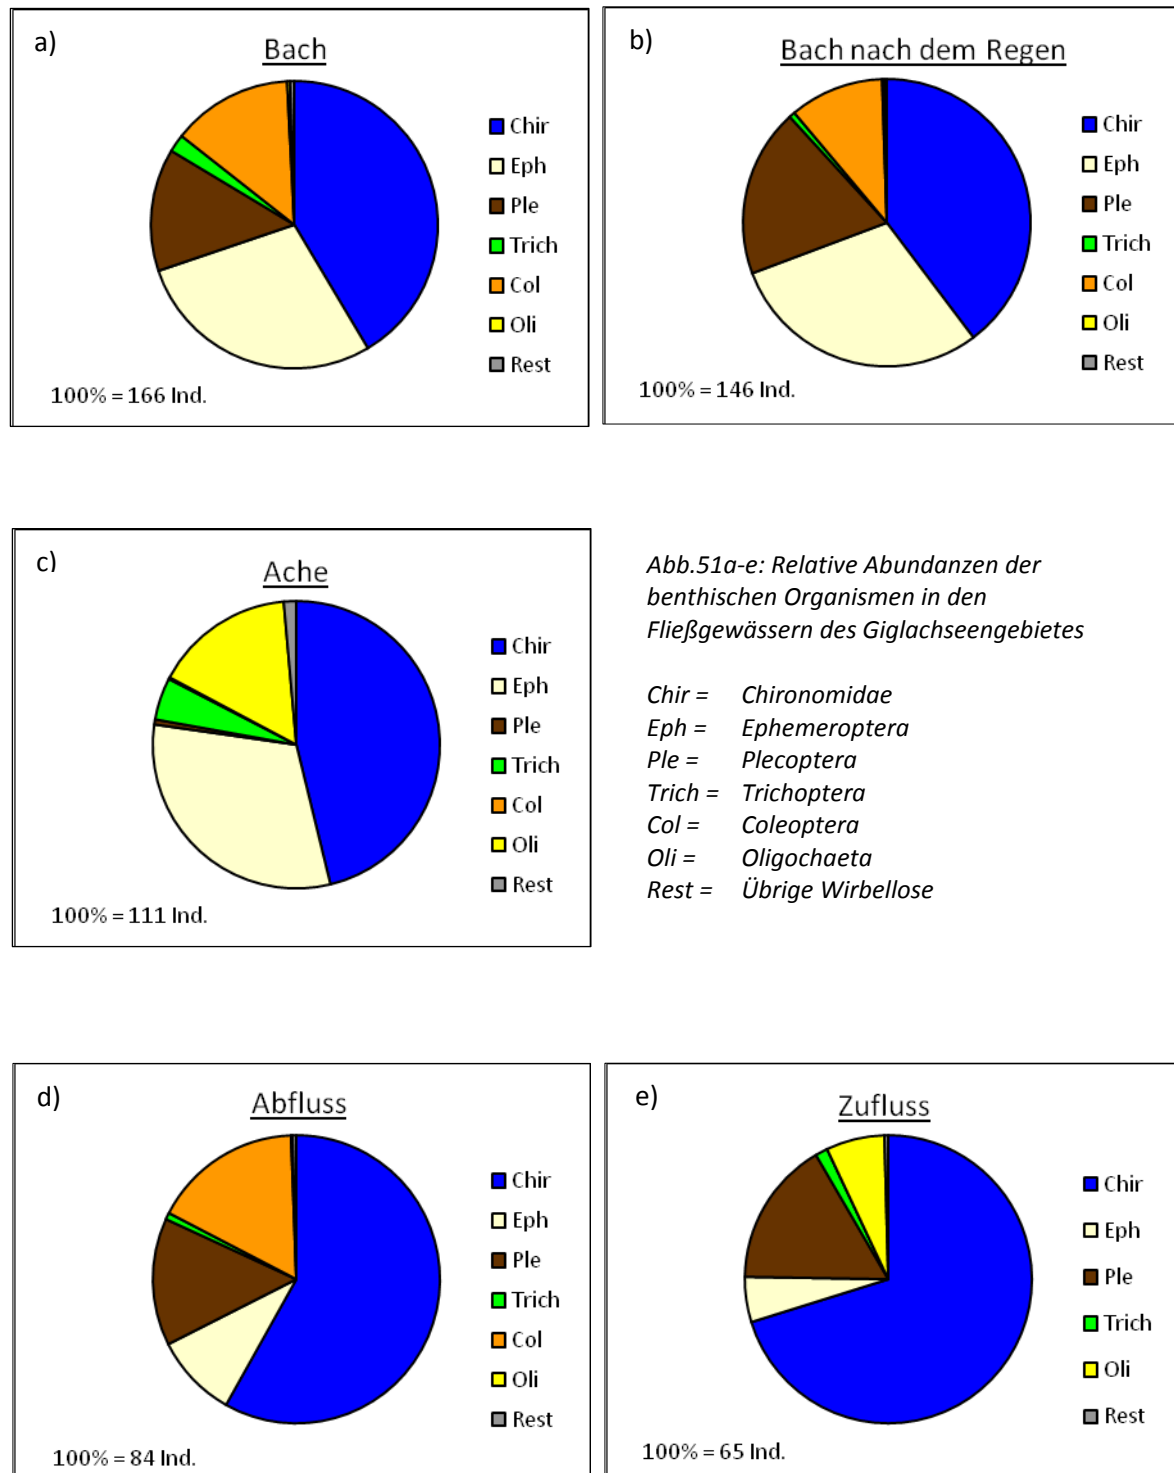 a)
Bach
Chir
Eph
Ple
Trich
Col
Oli
Rest
100% = 166 Ind.
b)
Bach nach dem Regen
Chir
Eph
Ple
Trich
Col
Oli
Rest
100% = 146 Ind.
c)
Ache
Chir
Eph
Ple
Trich
Col
Oli
Rest
100% = 111 Ind.
Abb.51a-e: Relative Abundanzen der
benthischen Organismen in den
Fließgewässern des Giglachseengebietes
Chir = Chironomidae
Eph = Ephemeroptera
Ple = Plecoptera
Trich = Trichoptera
Col = Coleoptera
Oli = Oligochaeta
Rest = Übrige Wirbellose
d)
Abfluss
Chir
Eph
Ple
Trich
Col
Oli
Rest
100% = 84 Ind.
e)
Zufluss
Chir
Eph
Ple
Trich
Oli
Rest
100% = 65 Ind.